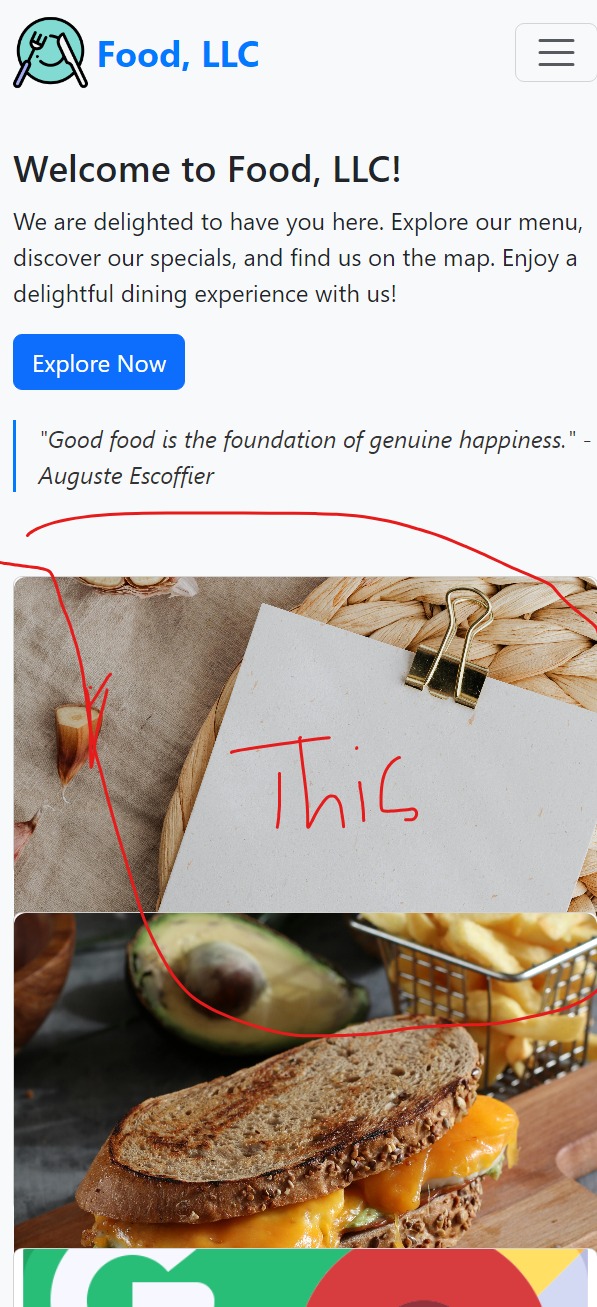 Food, LLC
Welcome to Food, LLC!
We are delighted to have you here. Explore our menu,
discover our specials, and find us on the map. Enjoy a
delightful dining experience with us!
Explore Now
"Good food is the foundation of genuine happiness." -
Auguste Escoffier
This